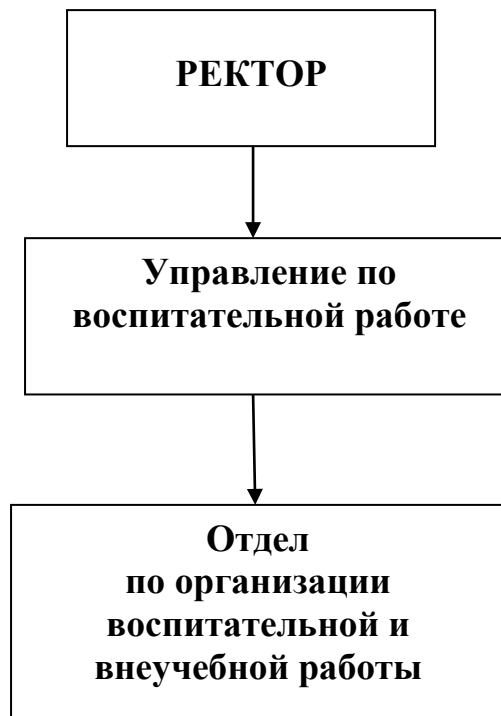 РЕКТОР
Управление по
воспитательной работе
Отдел
по организации
воспитательной и
внеучебной работы